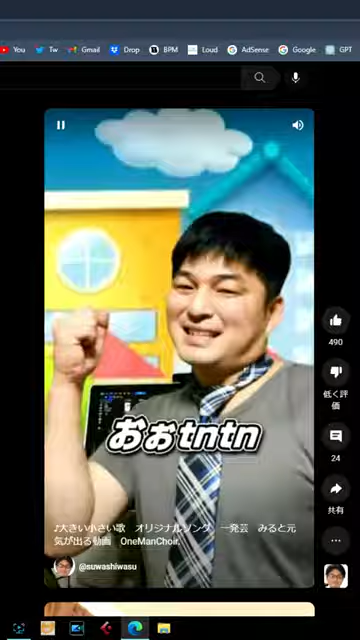 You
Tw
Gmail
Drop
BPM
Loud
AdSense
Google
GPT
おぉtntn
490
低く評
価
24
共有
♪大きい小さい歌 オリジナルソング 一発芸 みると元
気が出る動画 OneManChoir.
@suwashiwasu